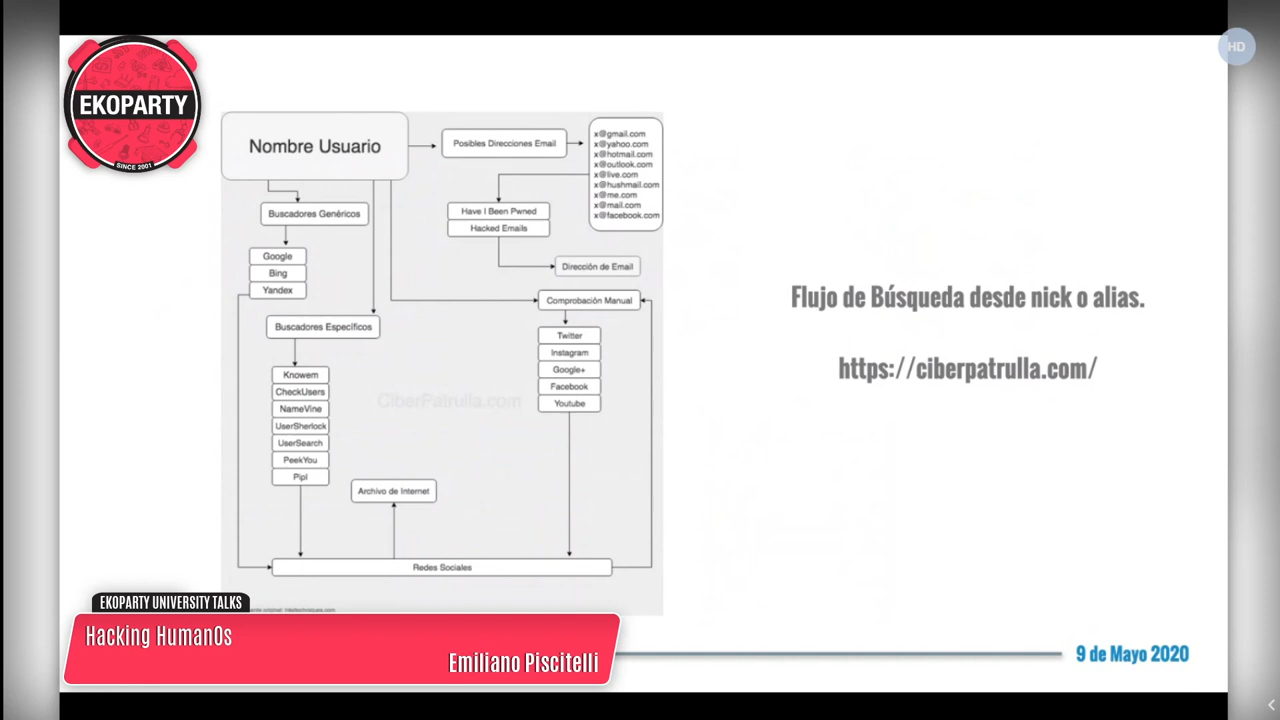 HD
EKOPARTY
SINCE 2001
Nombre Usuario
Posibles Direcciones Email
x@gmail.com
x@yahoo.com
x@hotmail.com
x@outlook.com
x@live.com
x@hushmail.com
x@me.com
x@mail.com
x@facebook.com
Buscadores Genéricos
Have I Been Pwned
Hacked Emails
Google
Bing
Yandex
Dirección de Email
Comprobación Manual
Buscadores Específicos
Twitter
Instagram
Google+
Facebook
Youtube
Knowem
CheckUsers
NameVine
UserSherlock
UserSearch
PeekYou
Pipl
CiberPatrulla.com
Archivo de Internet
Redes Sociales
Flujo de Búsqueda desde nick o alias.
https://ciberpatrulla.com/
EKOPARTY UNIVERSITY TALKS
Hacking HumanOs
Emiliano Piscitelli
9 de Mayo 2020